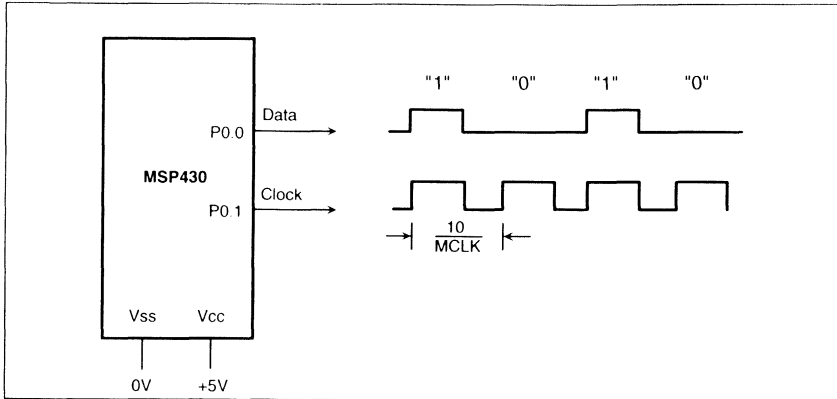 "1" "0" "1" "0"
Data
P0.0
MSP430
Clock
P0.1
10
MCLK
Vss Vcc
0V +5V